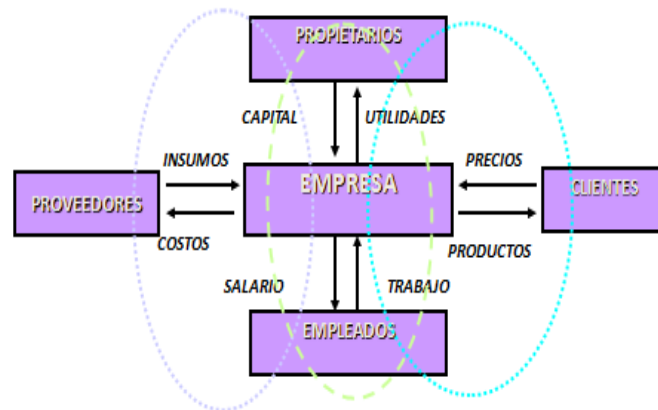 PROPIETARIOS
CAPITAL
UTILIDADES
INSUMOS
PRECIOS
PROVEEDORES
EMPRESA
CLIENTES
COSTOS
PRODUCTOS
SALARIO
TRABAJO
EMPLEADOS